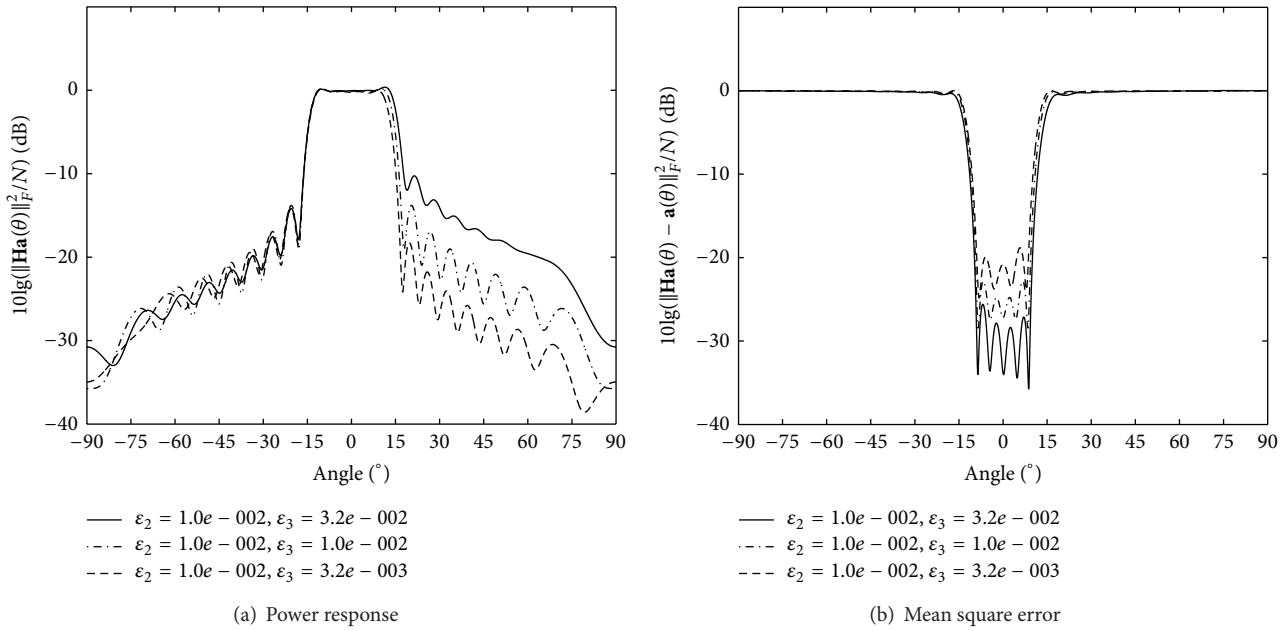 10lg(‖Ha(θ)‖²_F/N) (dB)
0
−10
−20
−30
−40
−90 −75 −60 −45 −30 −15 0 15 30 45 60 75 90
Angle (°)
ε₂ = 1.0e − 002, ε₃ = 3.2e − 002
ε₂ = 1.0e − 002, ε₃ = 1.0e − 002
ε₂ = 1.0e − 002, ε₃ = 3.2e − 003
(a) Power response
10lg(‖Ha(θ) − a(θ)‖²_F/N) (dB)
0
−10
−20
−30
−40
−90 −75 −60 −45 −30 −15 0 15 30 45 60 75 90
Angle (°)
ε₂ = 1.0e − 002, ε₃ = 3.2e − 002
ε₂ = 1.0e − 002, ε₃ = 1.0e − 002
ε₂ = 1.0e − 002, ε₃ = 3.2e − 003
(b) Mean square error